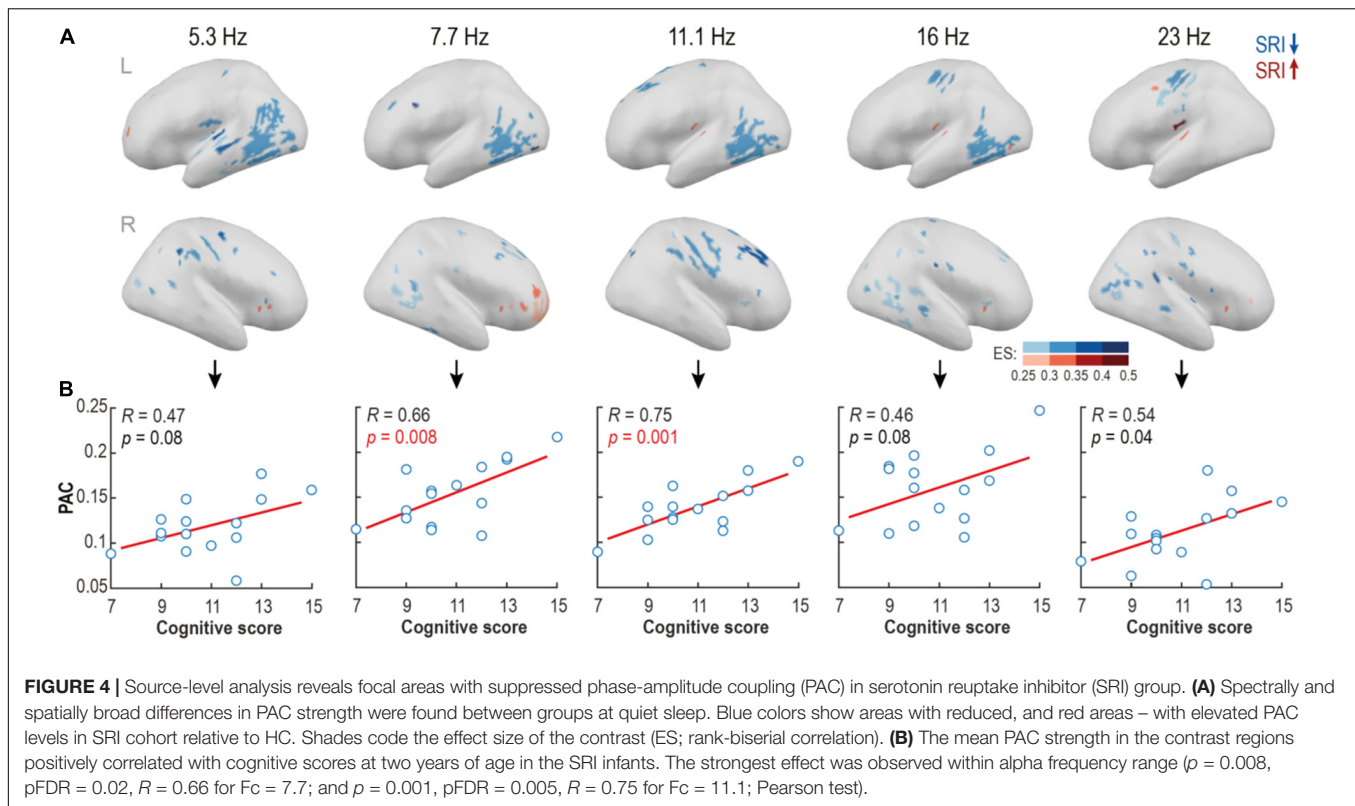 A
5.3 Hz 7.7 Hz 11.1 Hz 16 Hz 23 Hz
SRI ↓
SRI ↑
L
R
ES:
0.25 0.3 0.35 0.4 0.5
B
R = 0.47 R = 0.66 R = 0.75 R = 0.46 R = 0.54
p = 0.08 p = 0.008 p = 0.001 p = 0.08 p = 0.04
PAC
0.25
0.2
0.15
0.1
0.05
7 9 11 13 15 7 9 11 13 15 7 9 11 13 15 7 9 11 13 15 7 9 11 13 15
Cognitive score Cognitive score Cognitive score Cognitive score Cognitive score
FIGURE 4 | Source-level analysis reveals focal areas with suppressed phase-amplitude coupling (PAC) in serotonin reuptake inhibitor (SRI) group. (A) Spectrally and
spatially broad differences in PAC strength were found between groups at quiet sleep. Blue colors show areas with reduced, and red areas – with elevated PAC
levels in SRI cohort relative to HC. Shades code the effect size of the contrast (ES; rank-biserial correlation). (B) The mean PAC strength in the contrast regions
positively correlated with cognitive scores at two years of age in the SRI infants. The strongest effect was observed within alpha frequency range (p = 0.008,
pFDR = 0.02, R = 0.66 for Fc = 7.7; and p = 0.001, pFDR = 0.005, R = 0.75 for Fc = 11.1; Pearson test).